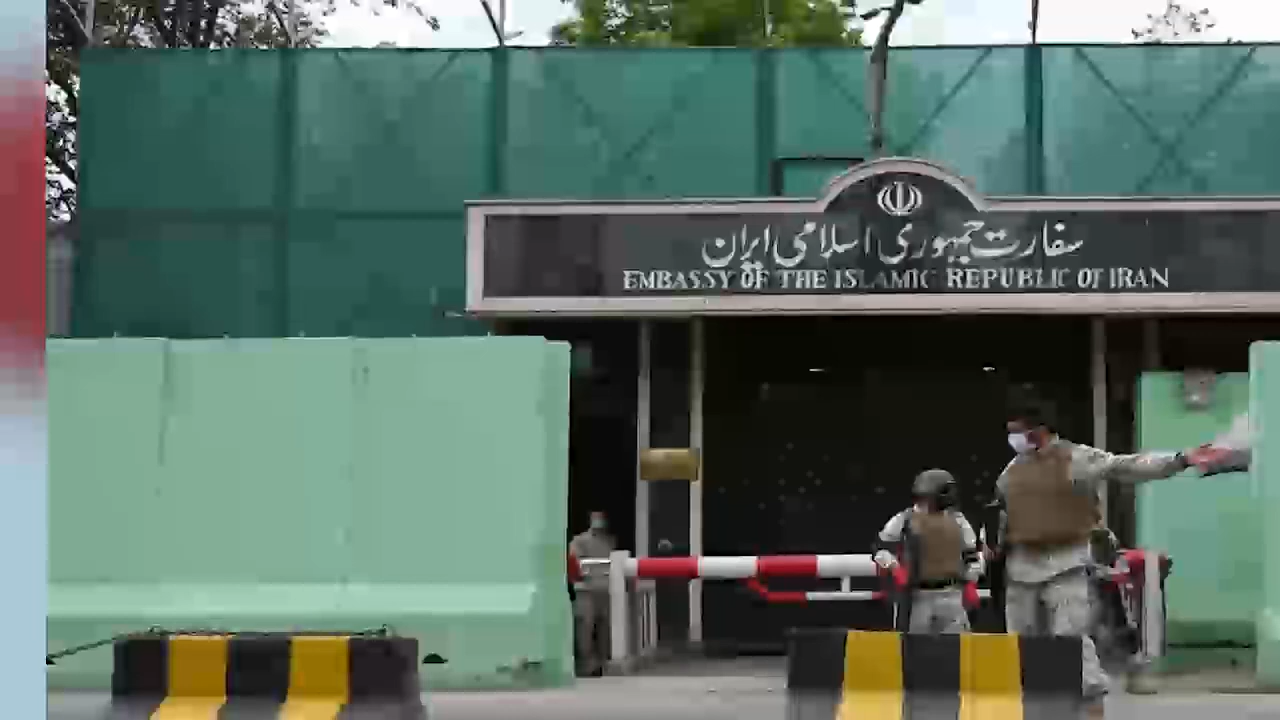 سفارت جمهوری اسلامی ایران
EMBASSY OF THE ISLAMIC REPUBLIC Of IRAN